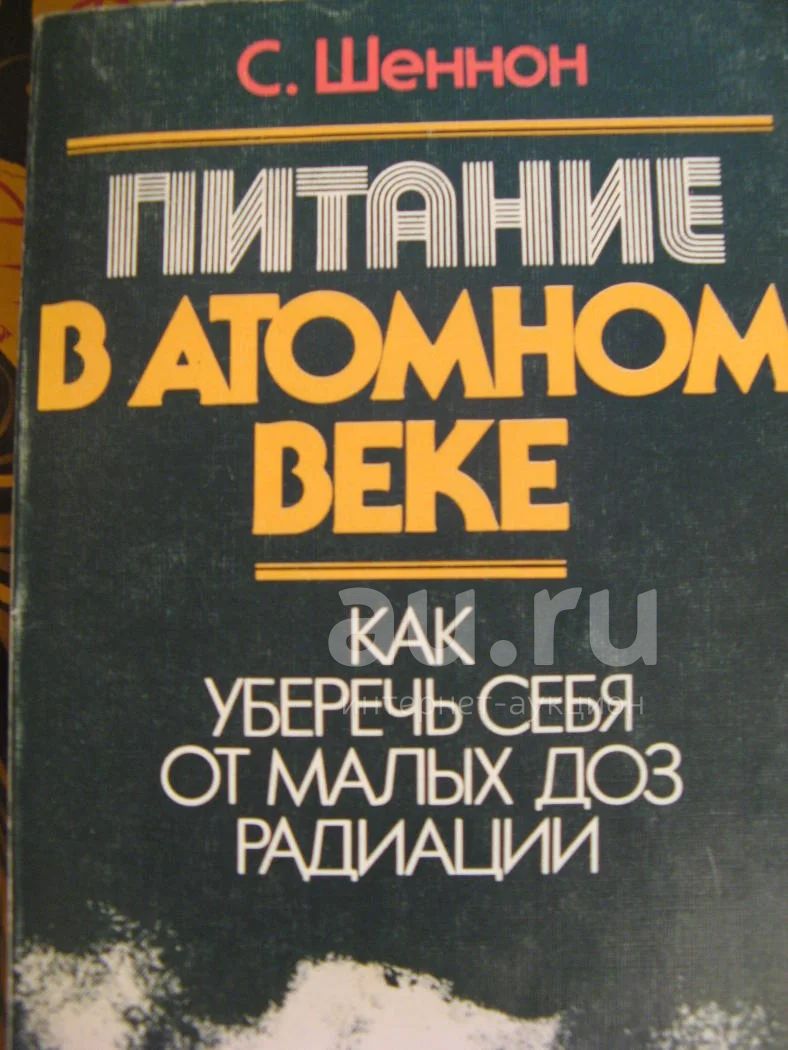 С. Шеннон
ПИТАНИЕ
В АТОМНОМ
ВЕКЕ
au.ru
интернет-аукцион
КАК
УБЕРЕЧЬ СЕБЯ
ОТ МАЛЫХ ДОЗ
РАДИАЦИИ